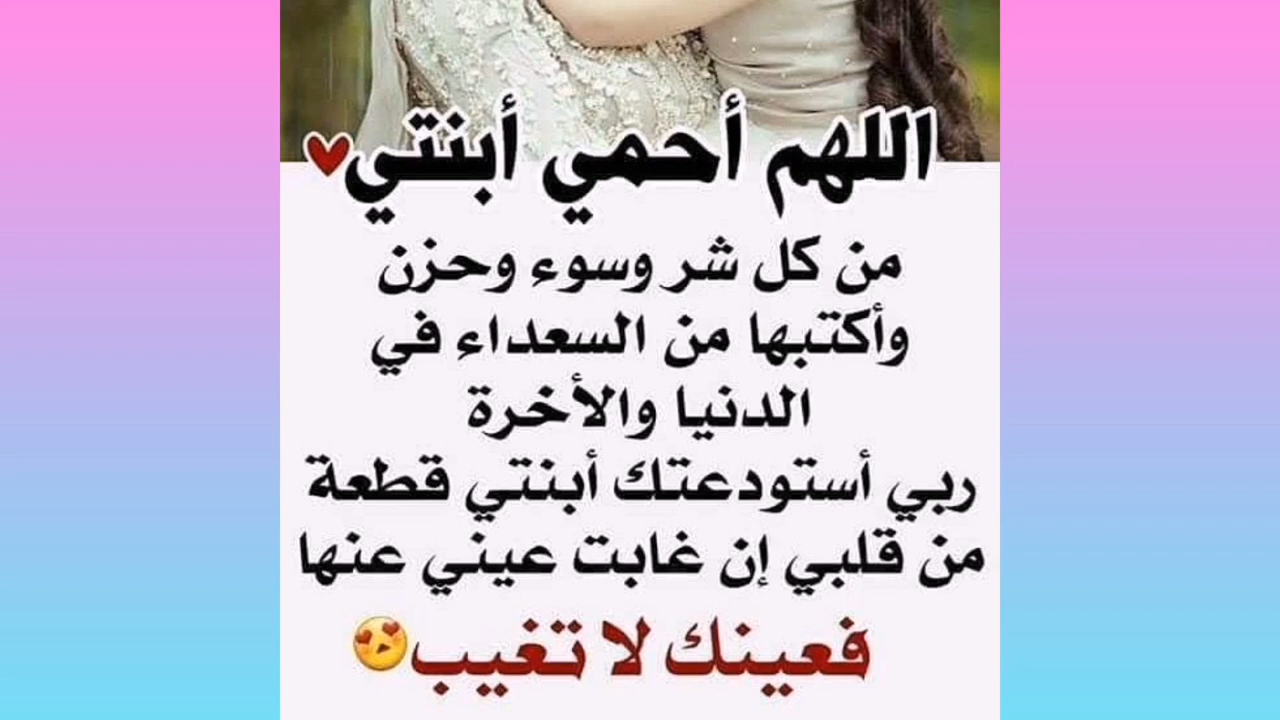 اللهم أحمي أبنتي
من كل شر وسوء وحزن
وأكتبها من السعداء في
الدنيا والأخرة
ربي أستودعتك أبنتي قطعة
من قلبي إن غابت عيني عنها
فعينك لا تغيب